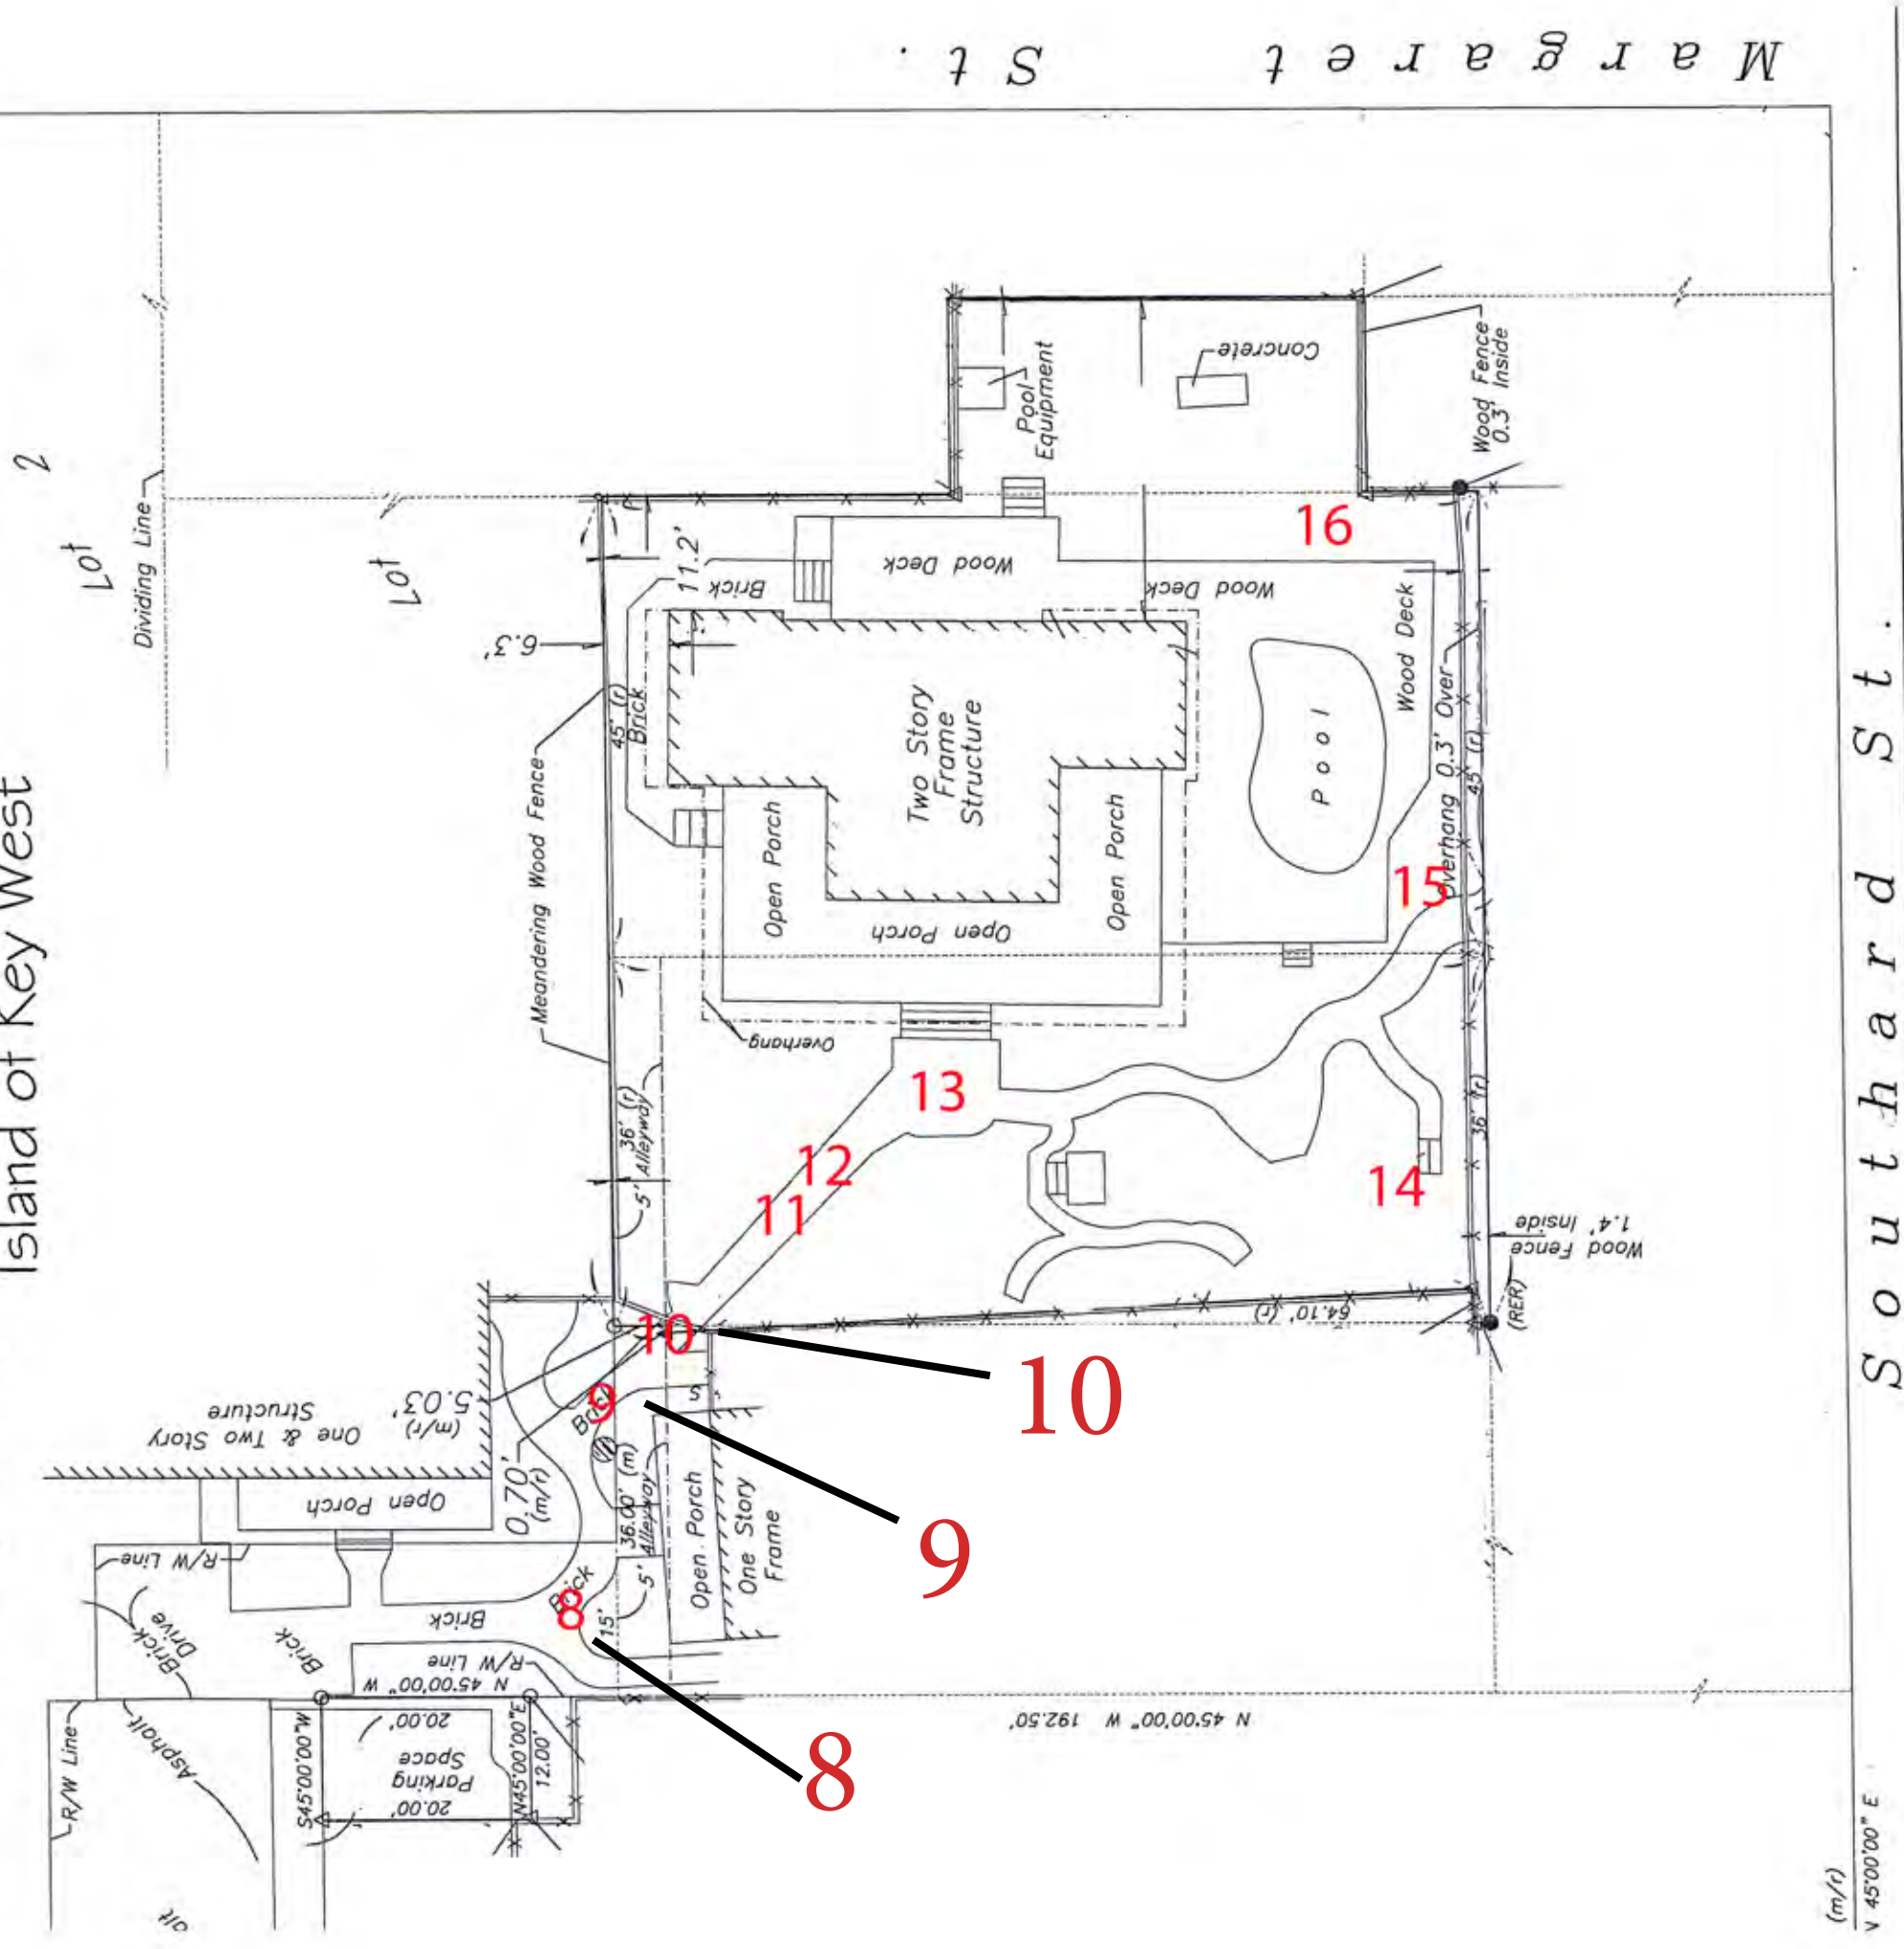 Margaret St.
Island of Key West
Lot 2
Dividing Line
Lot
Pool
Equipment
Concrete
Wood Fence
0.3' Inside
16
11.2'
Brick
Wood Deck
Wood Deck
6.3'
45' (r)
Brick
Meandering Wood Fence
Two Story
Frame
Structure
Pool
Wood Deck
Overhang 0.3' Over
45' (r)
Open Porch
Open Porch
Open Porch
15
Overhang
36' (r)
5' Alleyway
13
12
11
14
36' (r)
Wood Fence
1.4' Inside
64.10' (r)
(RER)
10
10
5.03'
(m/r)
One & Two Story
Structure
9
Brick
S
0.70'
(m/r)
36.00' (m)
Alleyway
5'
15'
Open Porch
Open Porch
One Story
Frame
9
R/W Line
Brick
8
Brick
Brick
Brick
Drive
R/W Line
N 45°00'00" W
20.00'
Parking
Space
20.00'
S45°00'00"W
N45°00'00"E
12.00'
R/W Line
Asphalt
8
N 45°00'00" W 192.50'
Southard St.
(m/r)
45°00'00" E